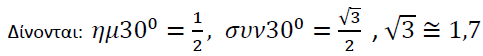 Δίνονται: ημ30⁰ = 1/2, συν30⁰ = √3/2 , √3 ≅ 1,7